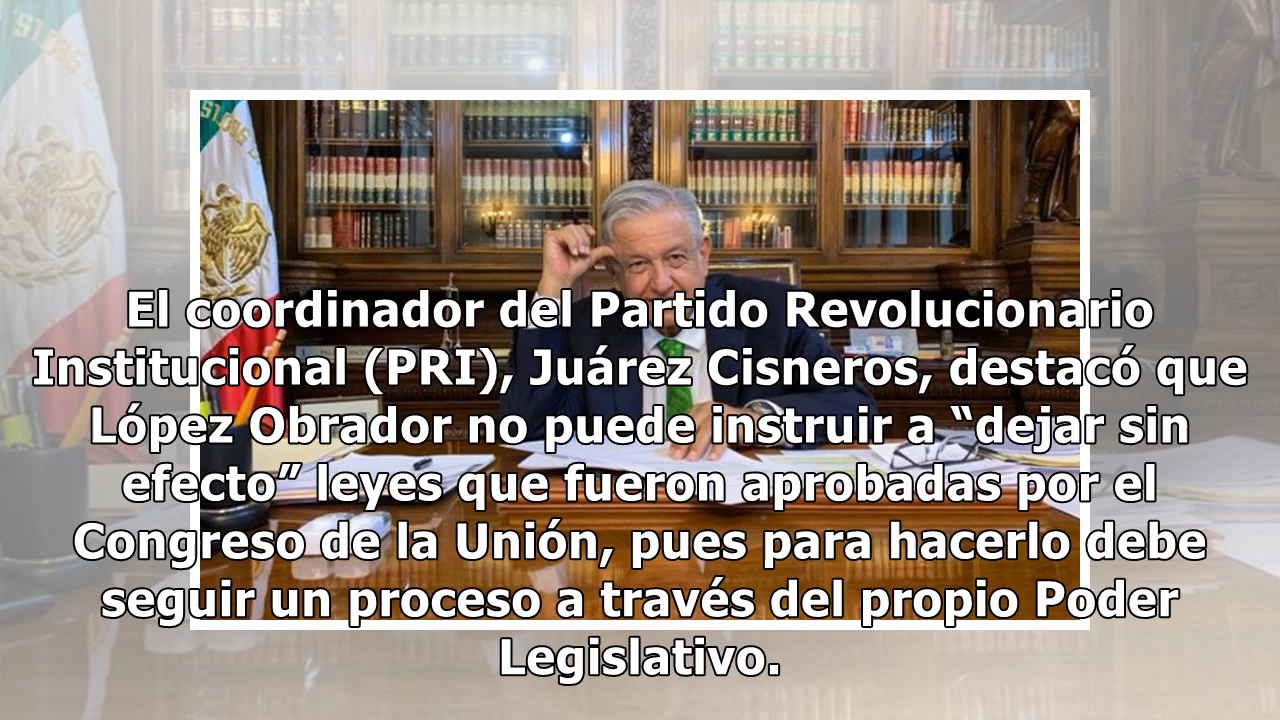 El coordinador del Partido Revolucionario
Institucional (PRI), Juárez Cisneros, destacó que
López Obrador no puede instruir a “dejar sin
efecto” leyes que fueron aprobadas por el
Congreso de la Unión, pues para hacerlo debe
seguir un proceso a través del propio Poder
Legislativo.